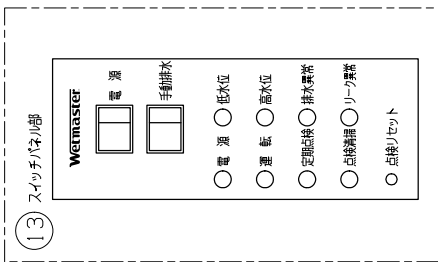 13 スイッチパネル部
Wetmaster
電源
手動排水
電源 低水位
運転 高水位
定期点検 排水異常
点検清掃 リーク異常
点検リセット